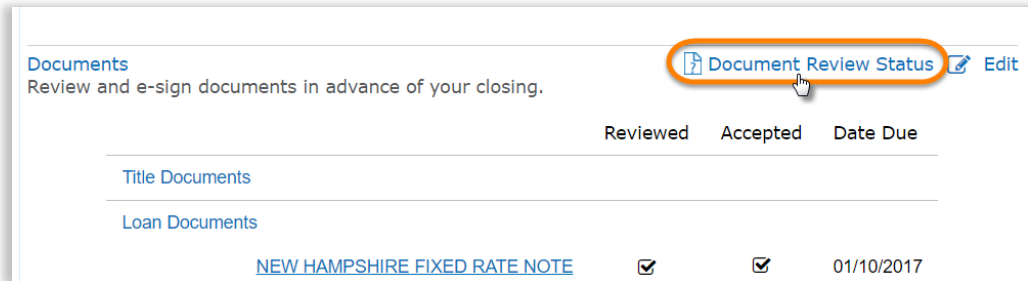 Documents Document Review Status Edit
Review and e-sign documents in advance of your closing.
Reviewed Accepted Date Due
Title Documents
Loan Documents
NEW HAMPSHIRE FIXED RATE NOTE 01/10/2017